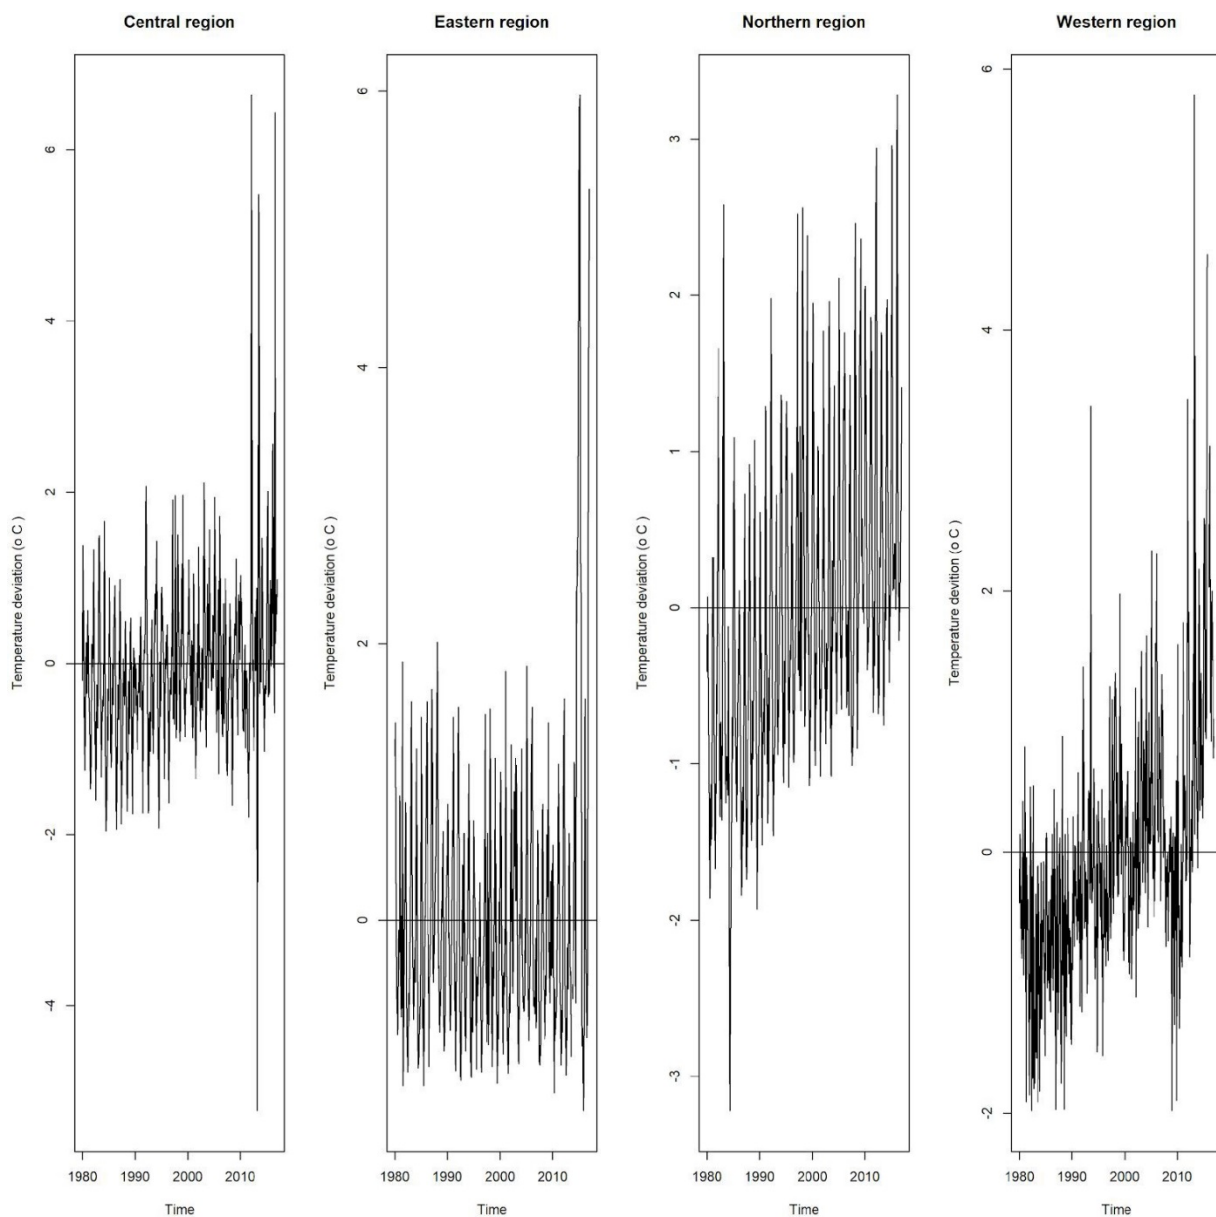 Central region
Temperature deviation (o C )
6
4
2
0
-2
-4
1980 1990 2000 2010
Time
Eastern region
Temperature deviation (o C )
6
4
2
0
1980 1990 2000 2010
Time
Northern region
Temperature deviation (o C )
3
2
1
0
-1
-2
-3
1980 1990 2000 2010
Time
Western region
Temperature devition (o C )
6
4
2
0
-2
1980 1990 2000 2010
Time